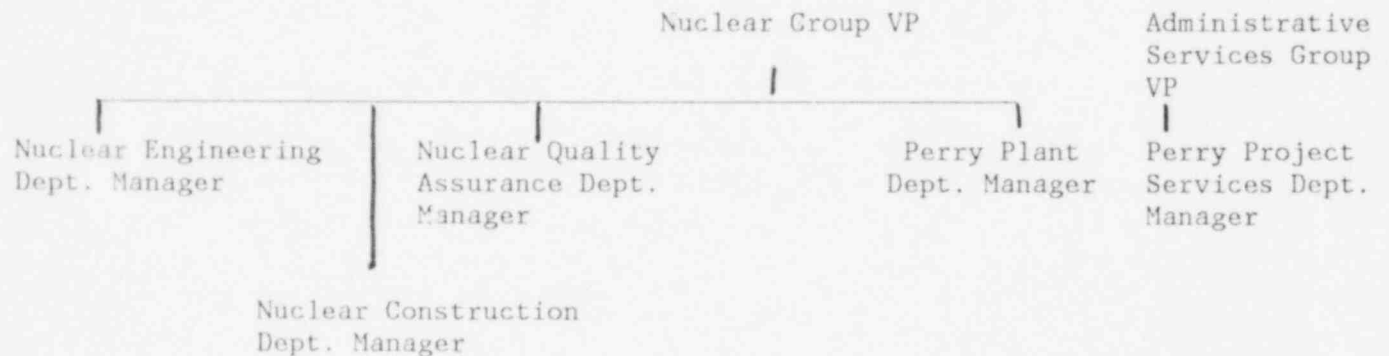 Nuclear Group VP
Administrative
Services Group
VP
Nuclear Engineering
Dept. Manager
Nuclear Quality
Assurance Dept.
Manager
Perry Plant
Dept. Manager
Perry Project
Services Dept.
Manager
Nuclear Construction
Dept. Manager